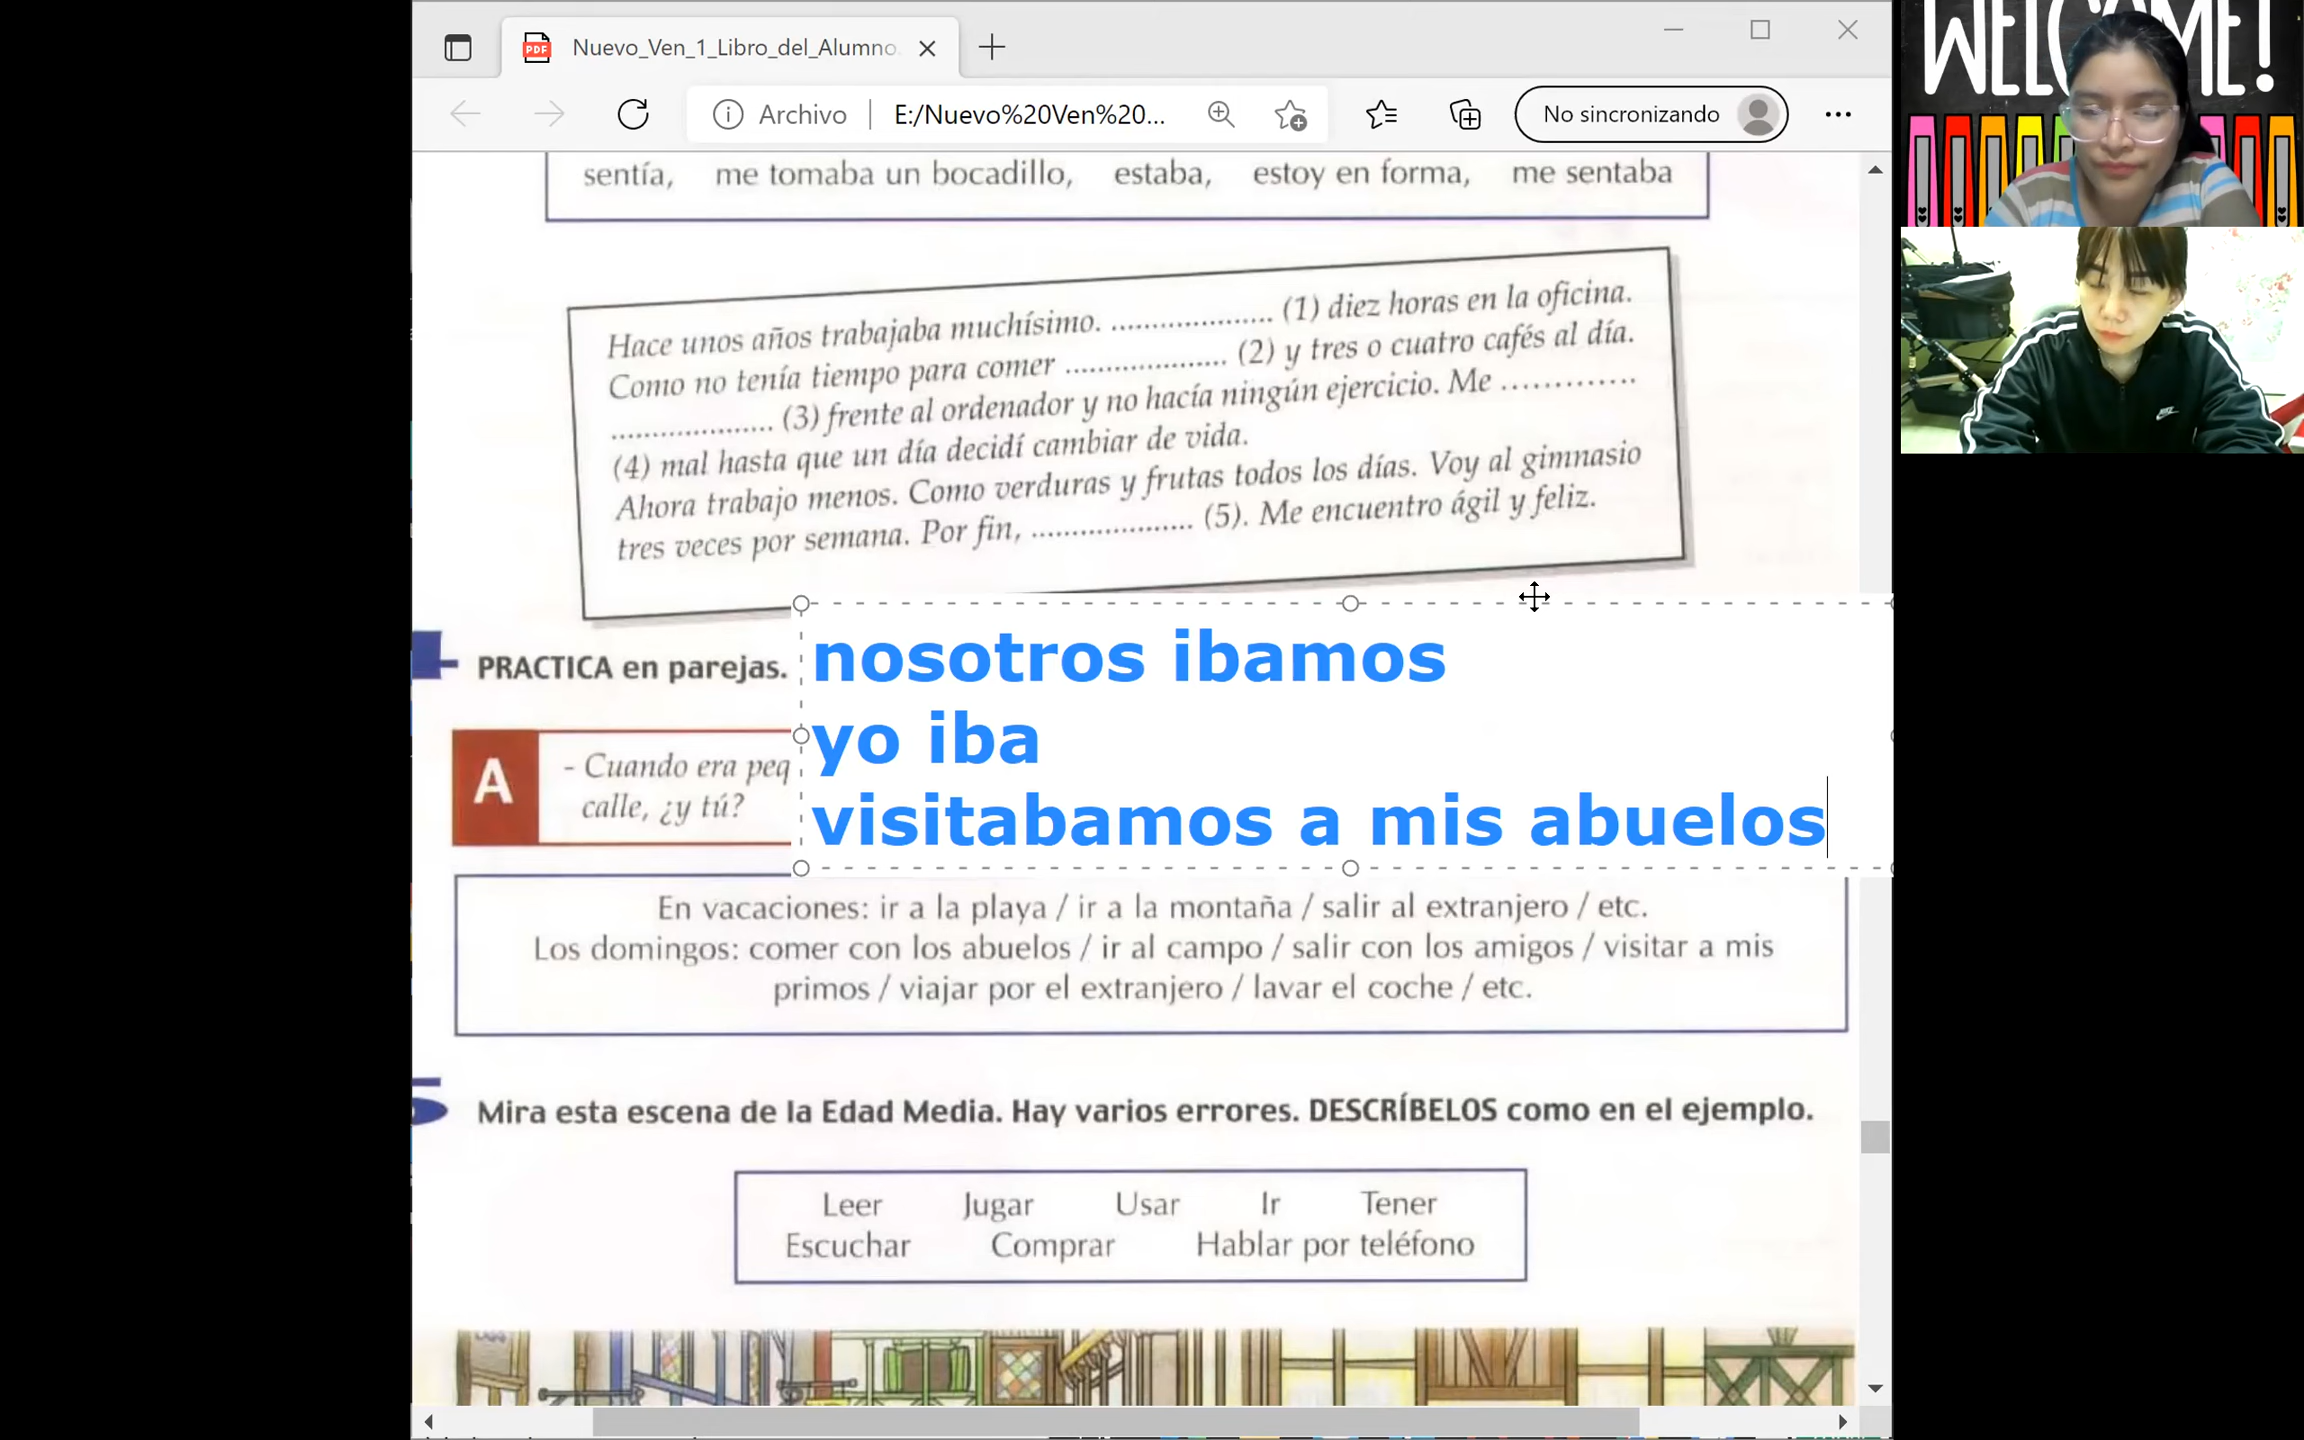 Nuevo_Ven_1_Libro_del_Alumno.
Archivo
E:/Nuevo%20Ven%20...
No sincronizando
WELCOME!
sentía, me tomaba un bocadillo, estaba, estoy en forma, me sentaba
Hace unos años trabajaba muchísimo. .................... (1) diez horas en la oficina.
Como no tenía tiempo para comer .................... (2) y tres o cuatro cafés al día.
.................... (3) frente al ordenador y no hacía ningún ejercicio. Me .............
(4) mal hasta que un día decidí cambiar de vida.
Ahora trabajo menos. Como verduras y frutas todos los días. Voy al gimnasio
tres veces por semana. Por fin, .................... (5). Me encuentro ágil y feliz.
PRACTICA en parejas.
nosotros ibamos
yo iba
visitabamos a mis abuelos
A
- Cuando era peq
calle, ¿y tú?
En vacaciones: ir a la playa / ir a la montaña / salir al extranjero / etc.
Los domingos: comer con los abuelos / ir al campo / salir con los amigos / visitar a mis
primos / viajar por el extranjero / lavar el coche / etc.
Mira esta escena de la Edad Media. Hay varios errores. DESCRÍBELOS como en el ejemplo.
Leer Jugar Usar Ir Tener
Escuchar Comprar Hablar por teléfono